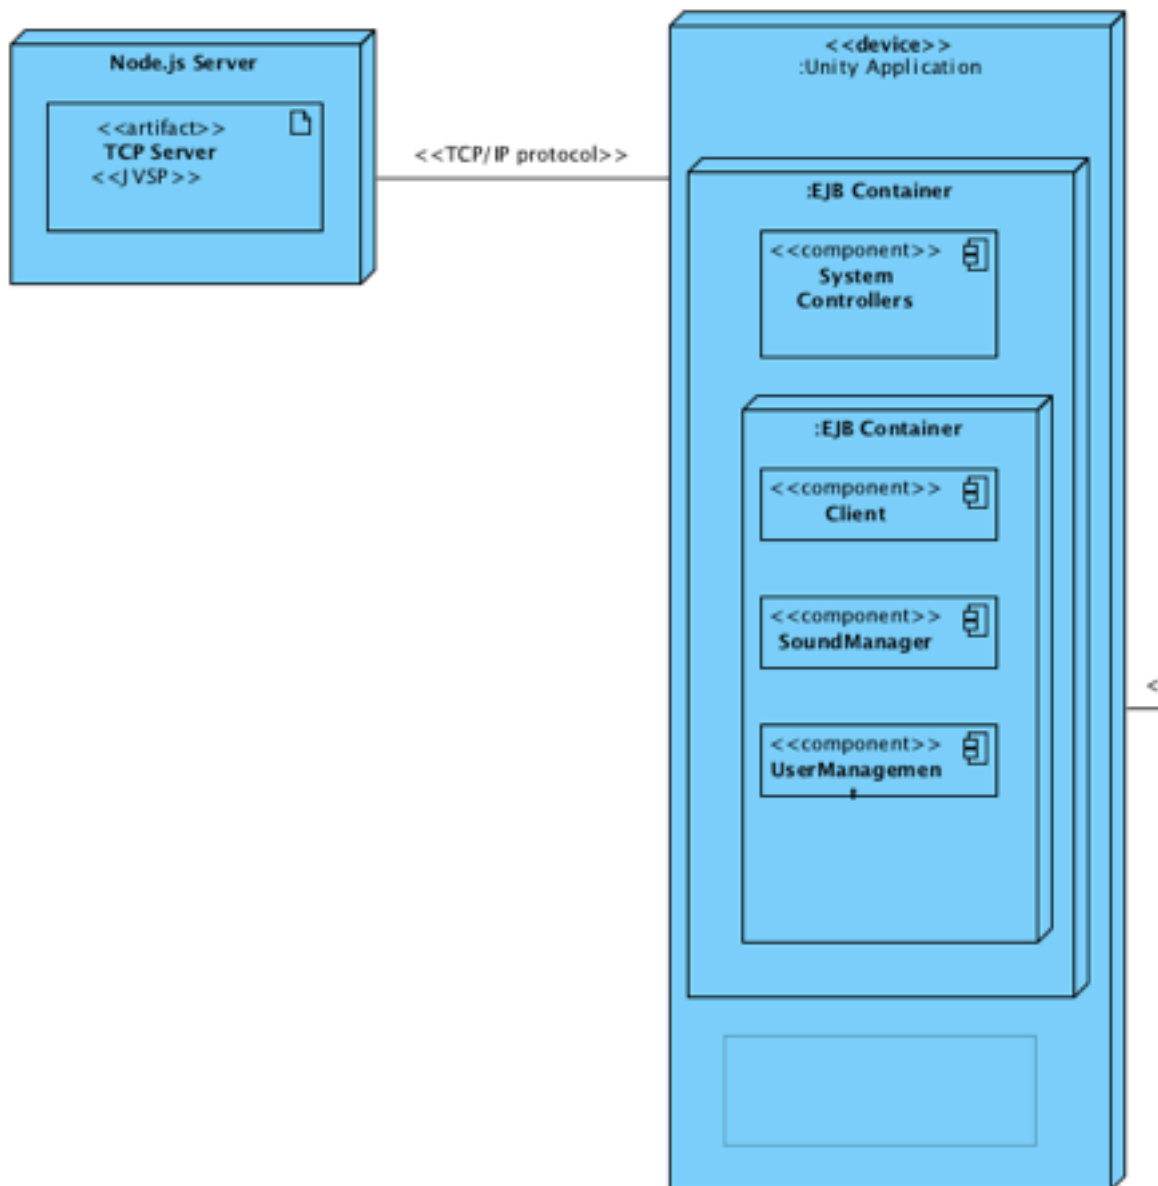 Node.js Server
<<artifact>>
TCP Server
<<JVSP>>
<<TCP/IP protocol>>
<<device>>
:Unity Application
:EJB Container
<<component>>
System
Controllers
:EJB Container
<<component>>
Client
<<component>>
SoundManager
<<component>>
UserManagemen
t
<